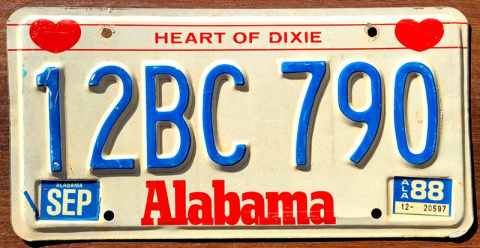 HEART OF DIXIE
12BC 790
ALABAMA
SEP
Alabama
ALA 88
12- 20597